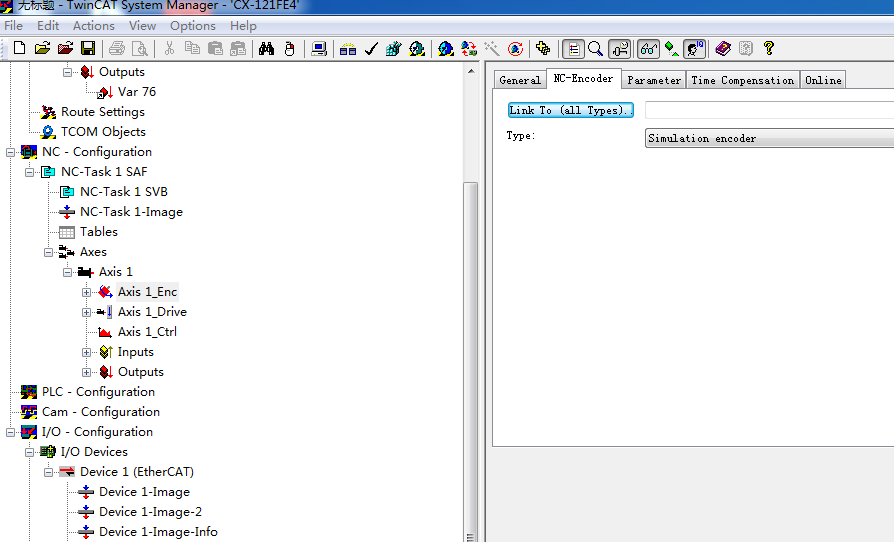 无标题 - TwinCAT System Manager - 'CX-121FE4'
File Edit Actions View Options Help
Outputs
Var 76
Route Settings
TCOM Objects
NC - Configuration
NC-Task 1 SAF
NC-Task 1 SVB
NC-Task 1-Image
Tables
Axes
Axis 1
Axis 1_Enc
Axis 1_Drive
Axis 1_Ctrl
Inputs
Outputs
PLC - Configuration
Cam - Configuration
I/O - Configuration
I/O Devices
Device 1 (EtherCAT)
Device 1-Image
Device 1-Image-2
Device 1-Image-Info
General NC-Encoder Parameter Time Compensation Online
Link To (all Types)..
Type:
Simulation encoder